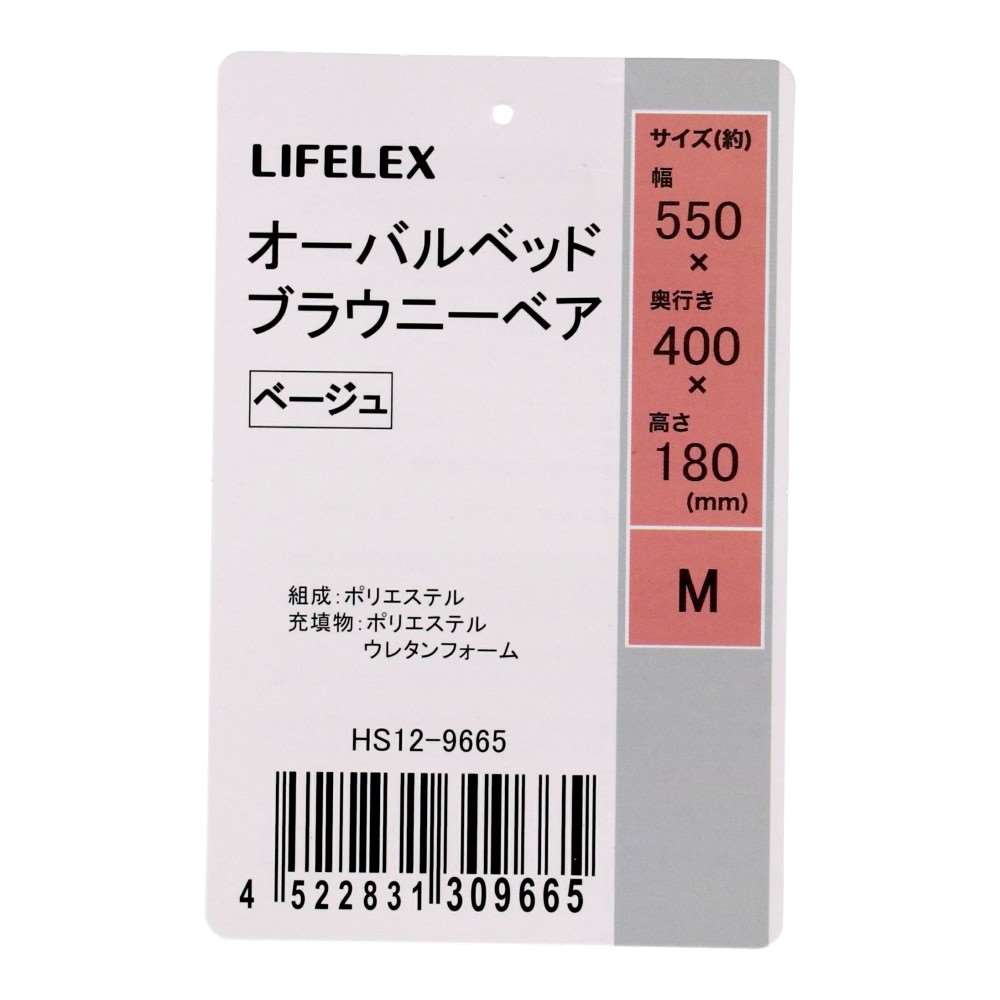 LIFELEX
オーバルベッド
ブラウニーベア
ベージュ
組成:ポリエステル
充填物:ポリエステル
ウレタンフォーム
HS12-9665
4 522831 309665
サイズ(約)
幅
550
×
奥行き
400
×
高さ
180
(mm)
M